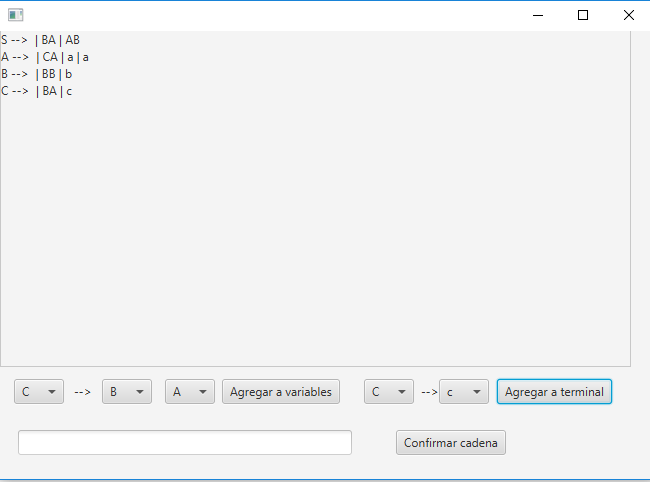 S --> | BA | AB
A --> | CA | a | a
B --> | BB | b
C --> | BA | c
C --> B A Agregar a variables C --> c Agregar a terminal
Confirmar cadena